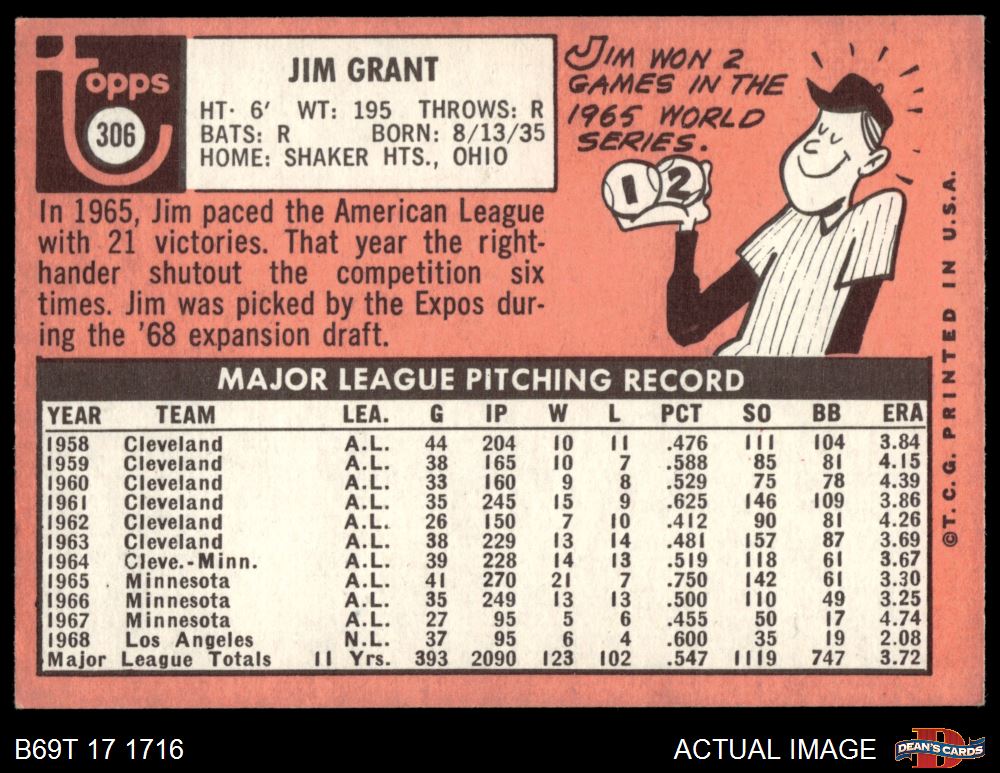 Topps
306
JIM GRANT
HT· 6' WT: 195 THROWS: R
BATS: R BORN: 8/13/35
HOME: SHAKER HTS., OHIO
JIM WON 2
GAMES IN THE
1965 WORLD
SERIES.
1 2
In 1965, Jim paced the American League
with 21 victories. That year the right-
hander shutout the competition six
times. Jim was picked by the Expos dur-
ing the '68 expansion draft.
MAJOR LEAGUE PITCHING RECORD
YEAR TEAM LEA. G IP W L PCT SO BB ERA
1958 Cleveland A.L. 44 204 10 11 .476 111 104 3.84
1959 Cleveland A.L. 38 165 10 7 .588 85 81 4.15
1960 Cleveland A.L. 33 160 9 8 .529 75 78 4.39
1961 Cleveland A.L. 35 245 15 9 .625 146 109 3.86
1962 Cleveland A.L. 26 150 7 10 .412 90 81 4.26
1963 Cleveland A.L. 38 229 13 14 .481 157 87 3.69
1964 Cleve.-Minn. A.L. 39 228 14 13 .519 118 61 3.67
1965 Minnesota A.L. 41 270 21 7 .750 142 61 3.30
1966 Minnesota A.L. 35 249 13 13 .500 110 49 3.25
1967 Minnesota A.L. 27 95 5 6 .455 50 17 4.74
1968 Los Angeles N.L. 37 95 6 4 .600 35 19 2.08
Major League Totals 11 Yrs. 393 2090 123 102 .547 1119 747 3.72
©T. C. G. PRINTED IN U.S.A.
B69T 17 1716
ACTUAL IMAGE
D
DEAN'S CARDS